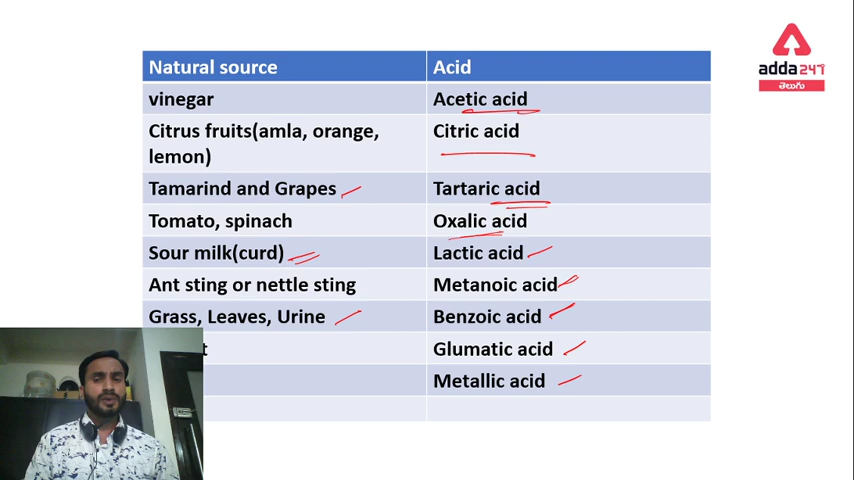 adda247
తెలుగు
Natural source Acid
vinegar Acetic acid
Citrus fruits(amla, orange, Citric acid
lemon)
Tamarind and Grapes Tartaric acid
Tomato, spinach Oxalic acid
Sour milk(curd) Lactic acid
Ant sting or nettle sting Metanoic acid
Grass, Leaves, Urine Benzoic acid
Glumatic acid
Metallic acid